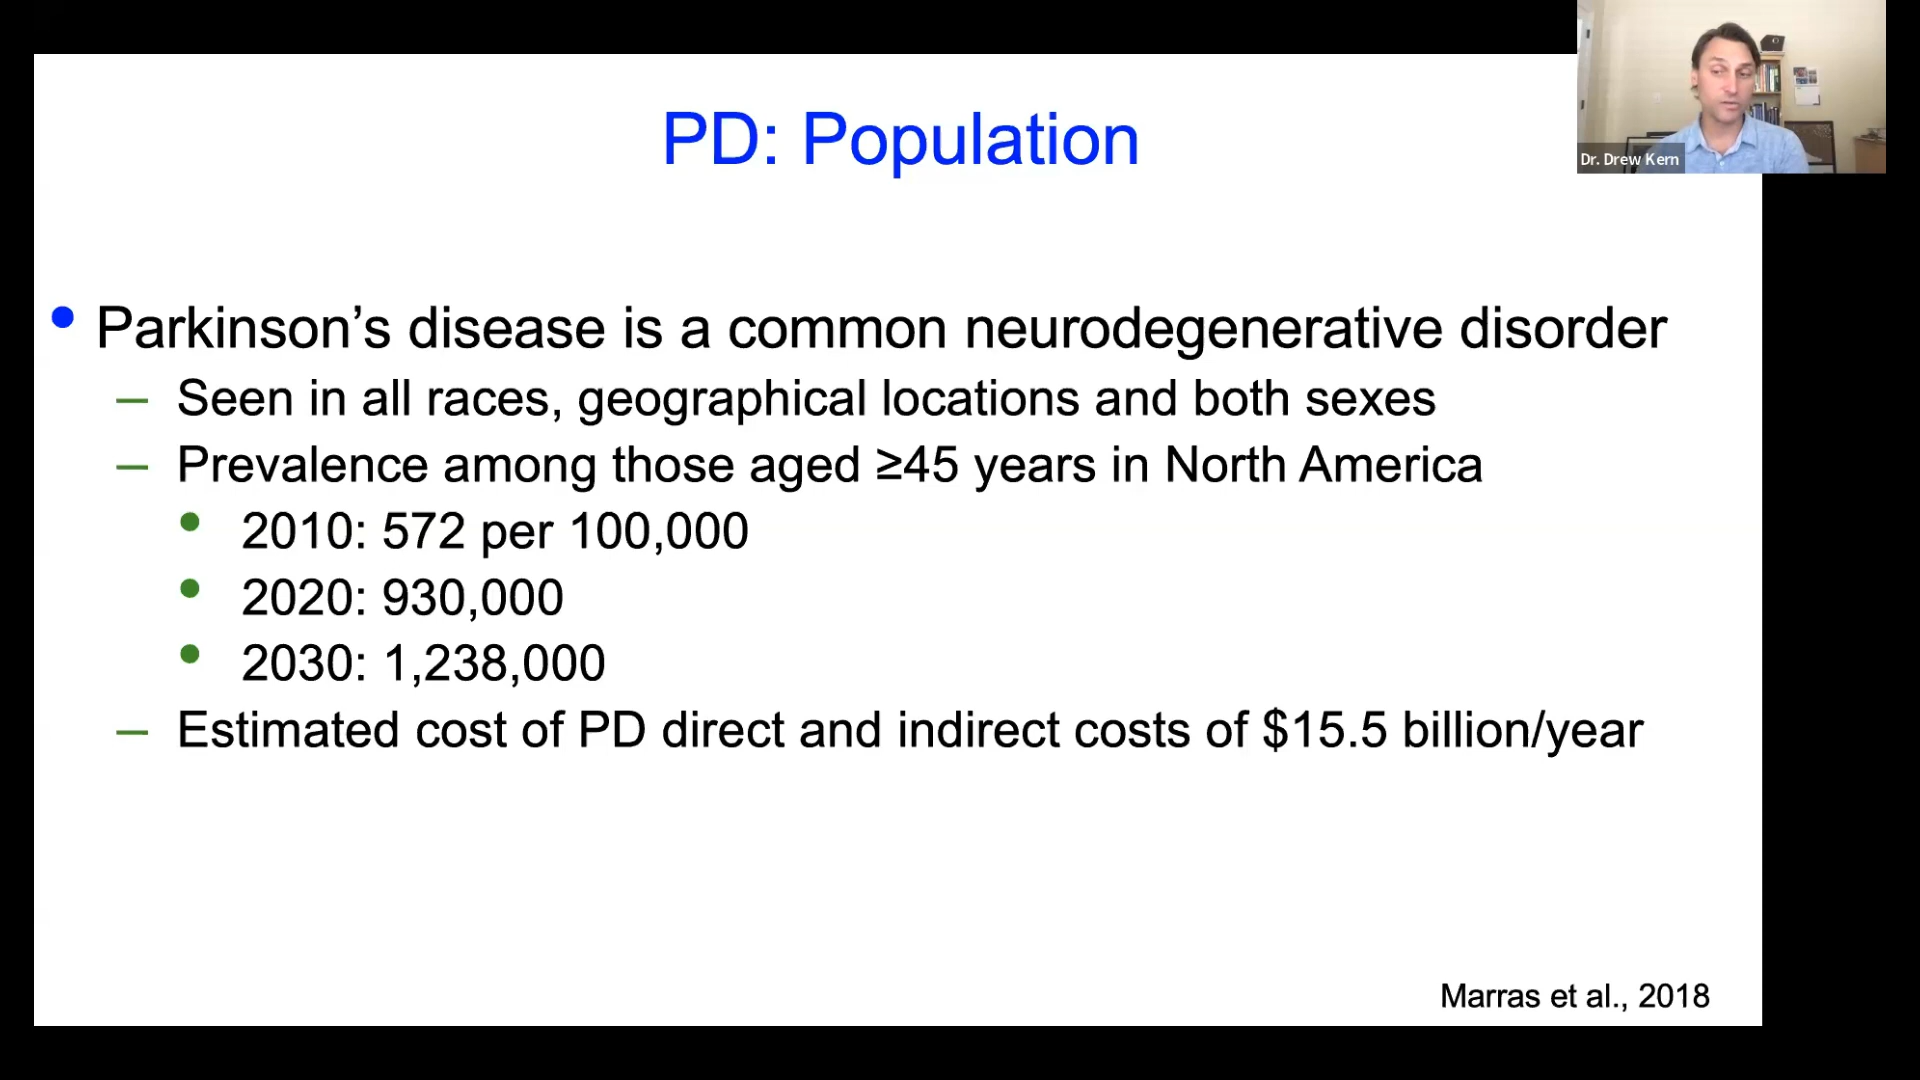 PD: Population
Dr. Drew Kern
• Parkinson’s disease is a common neurodegenerative disorder
– Seen in all races, geographical locations and both sexes
– Prevalence among those aged ≥45 years in North America
• 2010: 572 per 100,000
• 2020: 930,000
• 2030: 1,238,000
– Estimated cost of PD direct and indirect costs of $15.5 billion/year
Marras et al., 2018